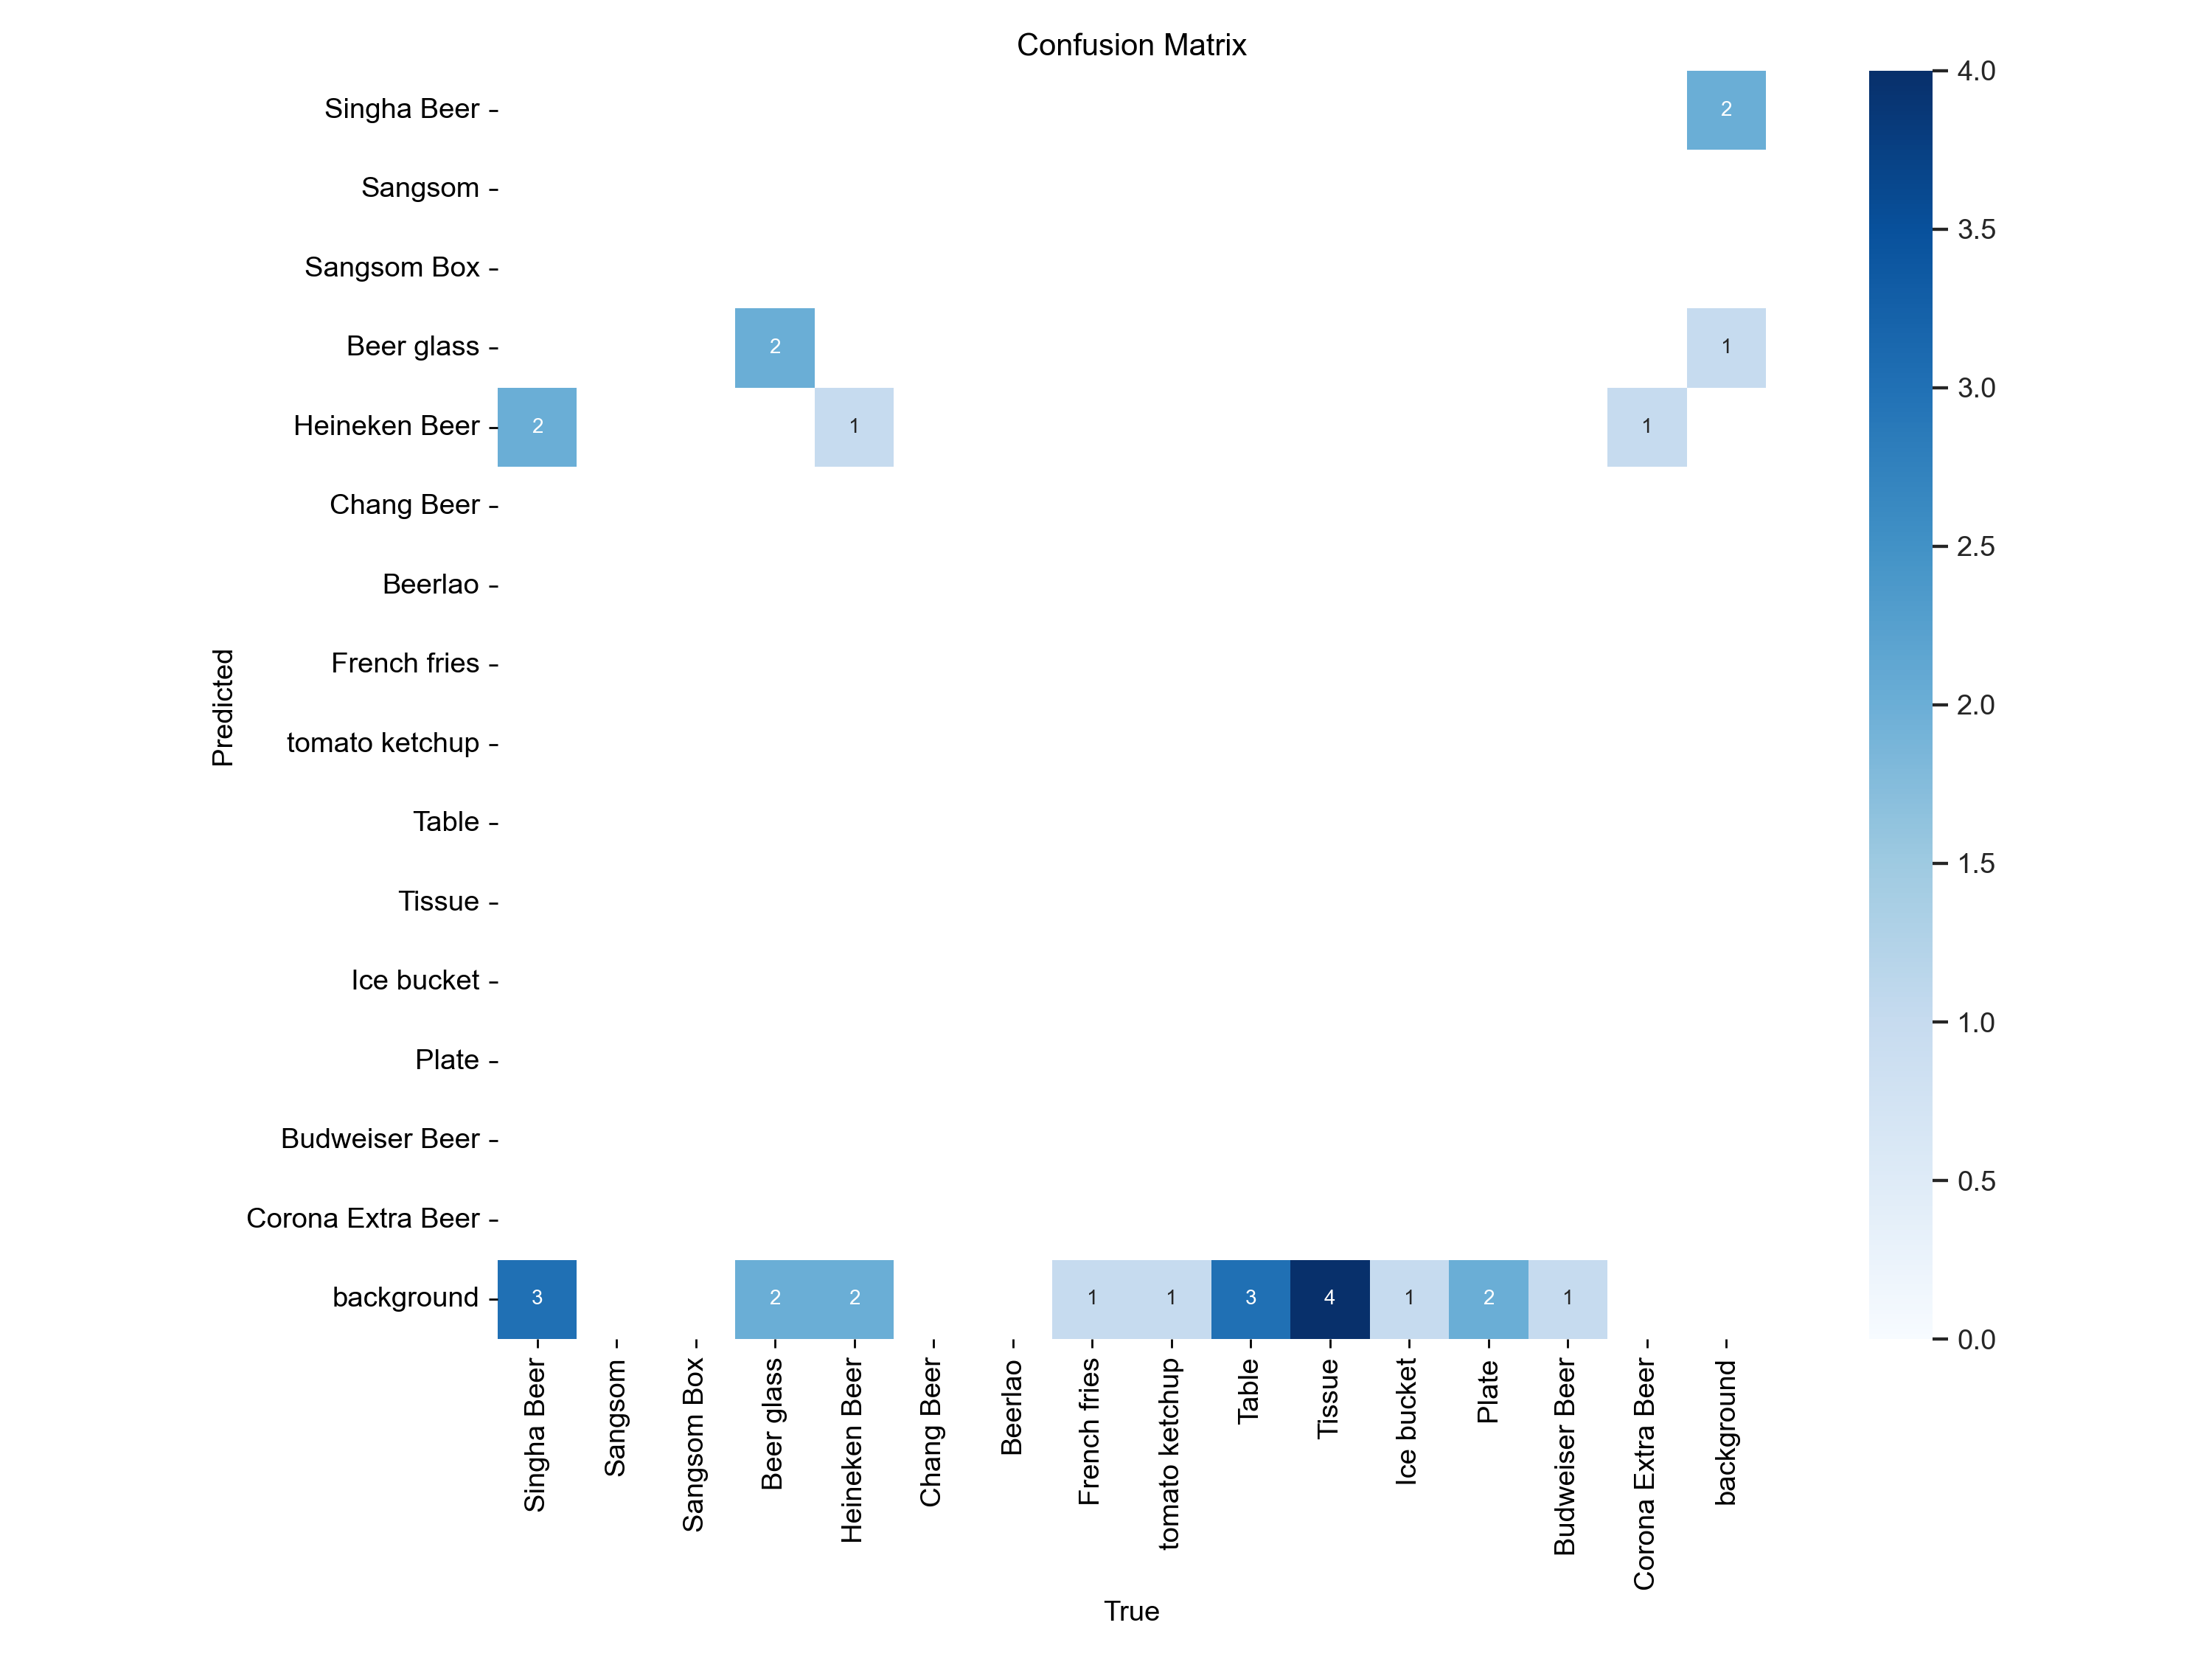 Confusion Matrix
Singha Beer
Sangsom
Sangsom Box
Beer glass
Heineken Beer
Chang Beer
Beerlao
French fries
tomato ketchup
Table
Tissue
Ice bucket
Plate
Budweiser Beer
Corona Extra Beer
background
Predicted
2
2 1
2 1 1
3 2 2 1 1 3 4 1 2 1
Singha Beer
Sangsom
Sangsom Box
Beer glass
Heineken Beer
Chang Beer
Beerlao
French fries
tomato ketchup
Table
Tissue
Ice bucket
Plate
Budweiser Beer
Corona Extra Beer
background
True
4.0
3.5
3.0
2.5
2.0
1.5
1.0
0.5
0.0